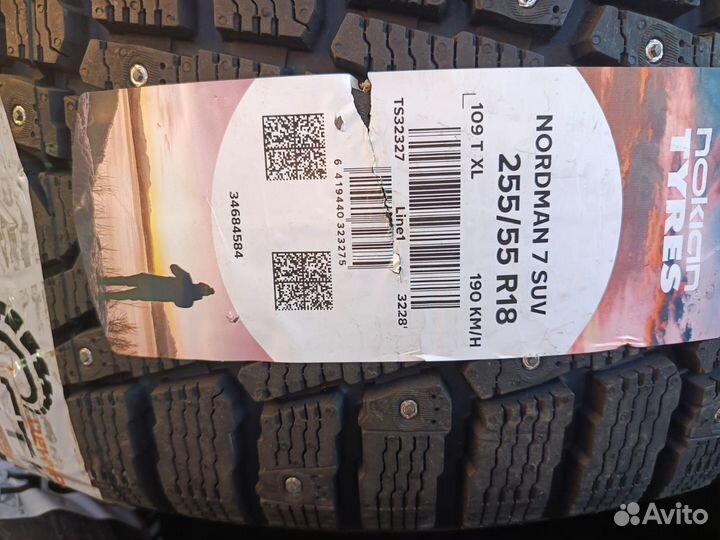 nokian
TYRES
NORDMAN 7 SUV
255/55 R18
109 T XL
190 KM/H
TS32327
Line1
3228'
6 419440 323275
34684584
Avito